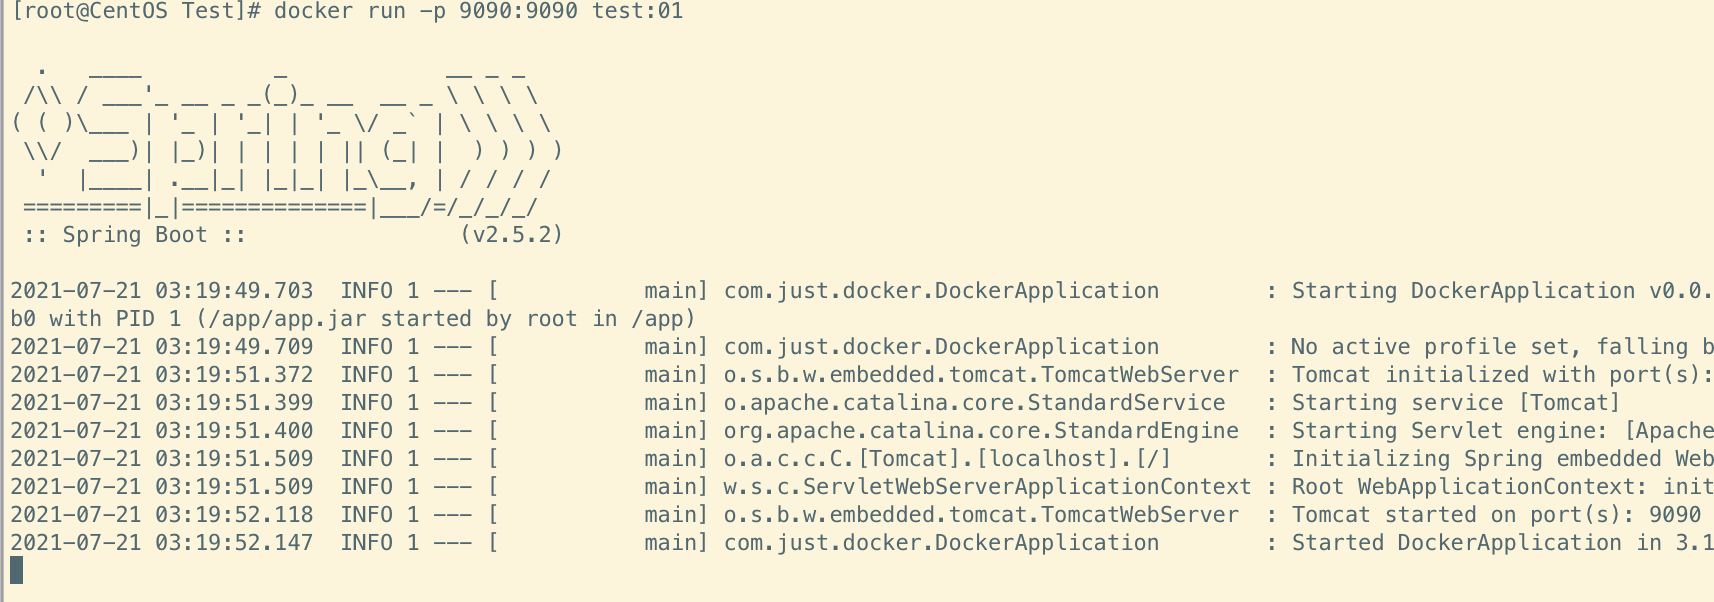 [root@CentOS Test]# docker run -p 9090:9090 test:01
  .   ____          _            __ _ _
 /\\ / ___'_ __ _ _(_)_ __  __ _ \ \ \ \
( ( )\___ | '_ | '_| | '_ \/ _` | \ \ \ \
 \\/  ___)| |_)| | | | | || (_| |  ) ) ) )
  '  |____| .__|_| |_|_| |_\__, | / / / /
 =========|_|==============|___/=/_/_/_/
 :: Spring Boot ::                (v2.5.2)
2021-07-21 03:19:49.703  INFO 1 --- [           main] com.just.docker.DockerApplication        : Starting DockerApplication v0.0.
b0 with PID 1 (/app/app.jar started by root in /app)
2021-07-21 03:19:49.709  INFO 1 --- [           main] com.just.docker.DockerApplication        : No active profile set, falling b
2021-07-21 03:19:51.372  INFO 1 --- [           main] o.s.b.w.embedded.tomcat.TomcatWebServer  : Tomcat initialized with port(s):
2021-07-21 03:19:51.399  INFO 1 --- [           main] o.apache.catalina.core.StandardService   : Starting service [Tomcat]
2021-07-21 03:19:51.400  INFO 1 --- [           main] org.apache.catalina.core.StandardEngine  : Starting Servlet engine: [Apache
2021-07-21 03:19:51.509  INFO 1 --- [           main] o.a.c.c.C.[Tomcat].[localhost].[/]       : Initializing Spring embedded Web
2021-07-21 03:19:51.509  INFO 1 --- [           main] w.s.c.ServletWebServerApplicationContext : Root WebApplicationContext: init
2021-07-21 03:19:52.118  INFO 1 --- [           main] o.s.b.w.embedded.tomcat.TomcatWebServer  : Tomcat started on port(s): 9090
2021-07-21 03:19:52.147  INFO 1 --- [           main] com.just.docker.DockerApplication        : Started DockerApplication in 3.1